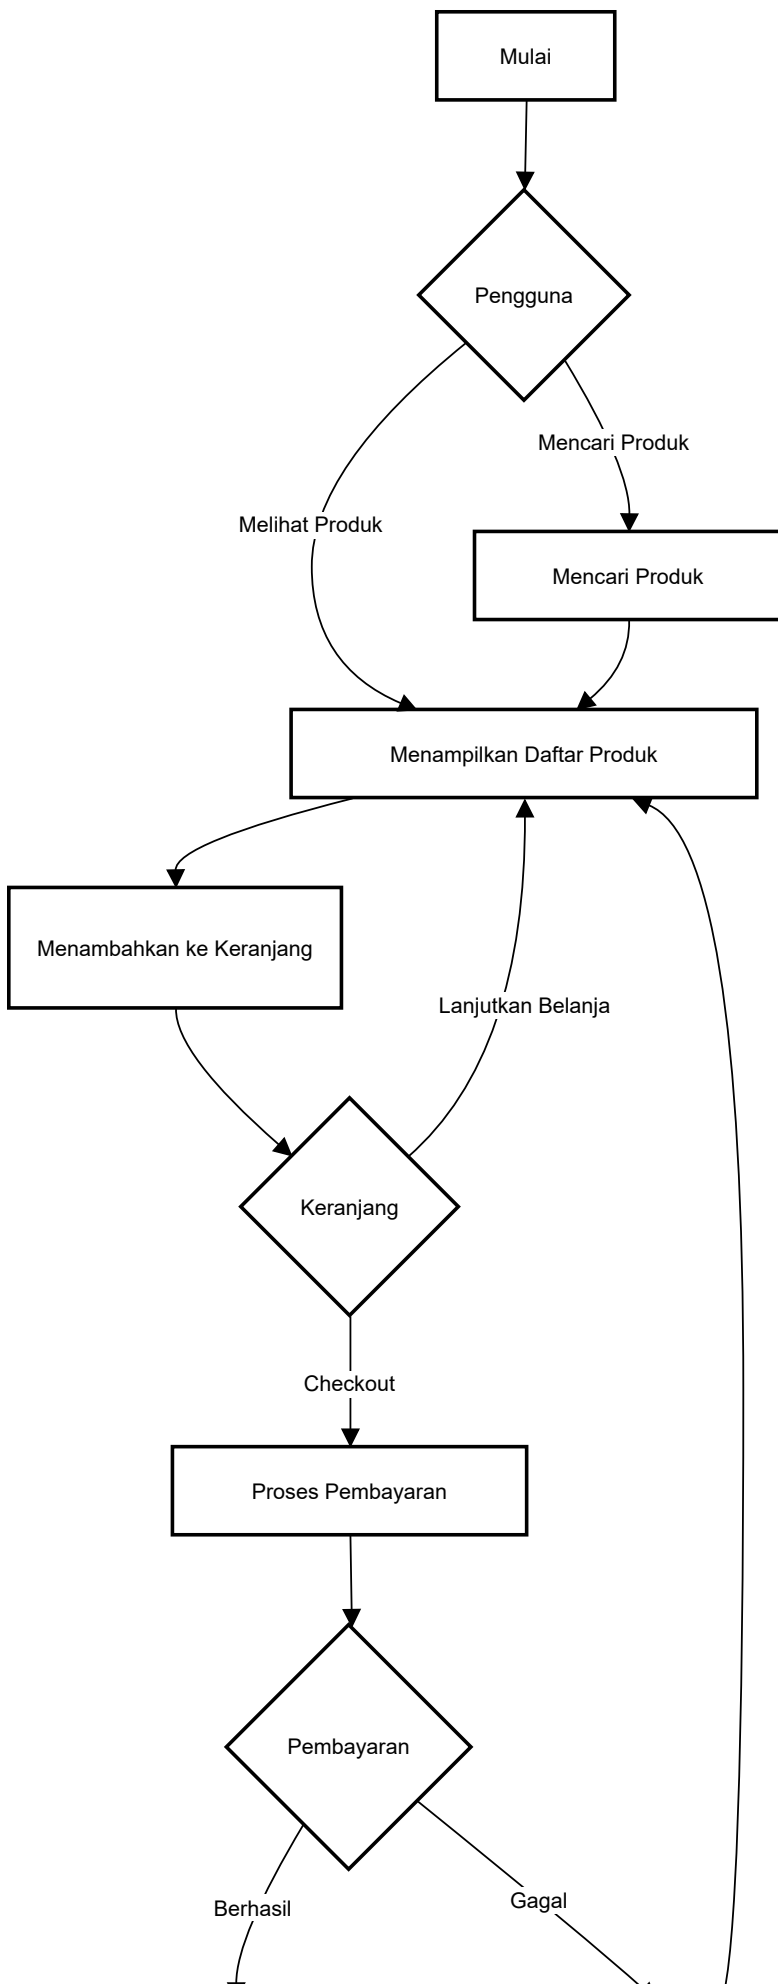 Mulai
Pengguna
Mencari Produk
Melihat Produk
Mencari Produk
Menampilkan Daftar Produk
Menambahkan ke Keranjang
Lanjutkan Belanja
Keranjang
Checkout
Proses Pembayaran
Pembayaran
Gagal
Berhasil